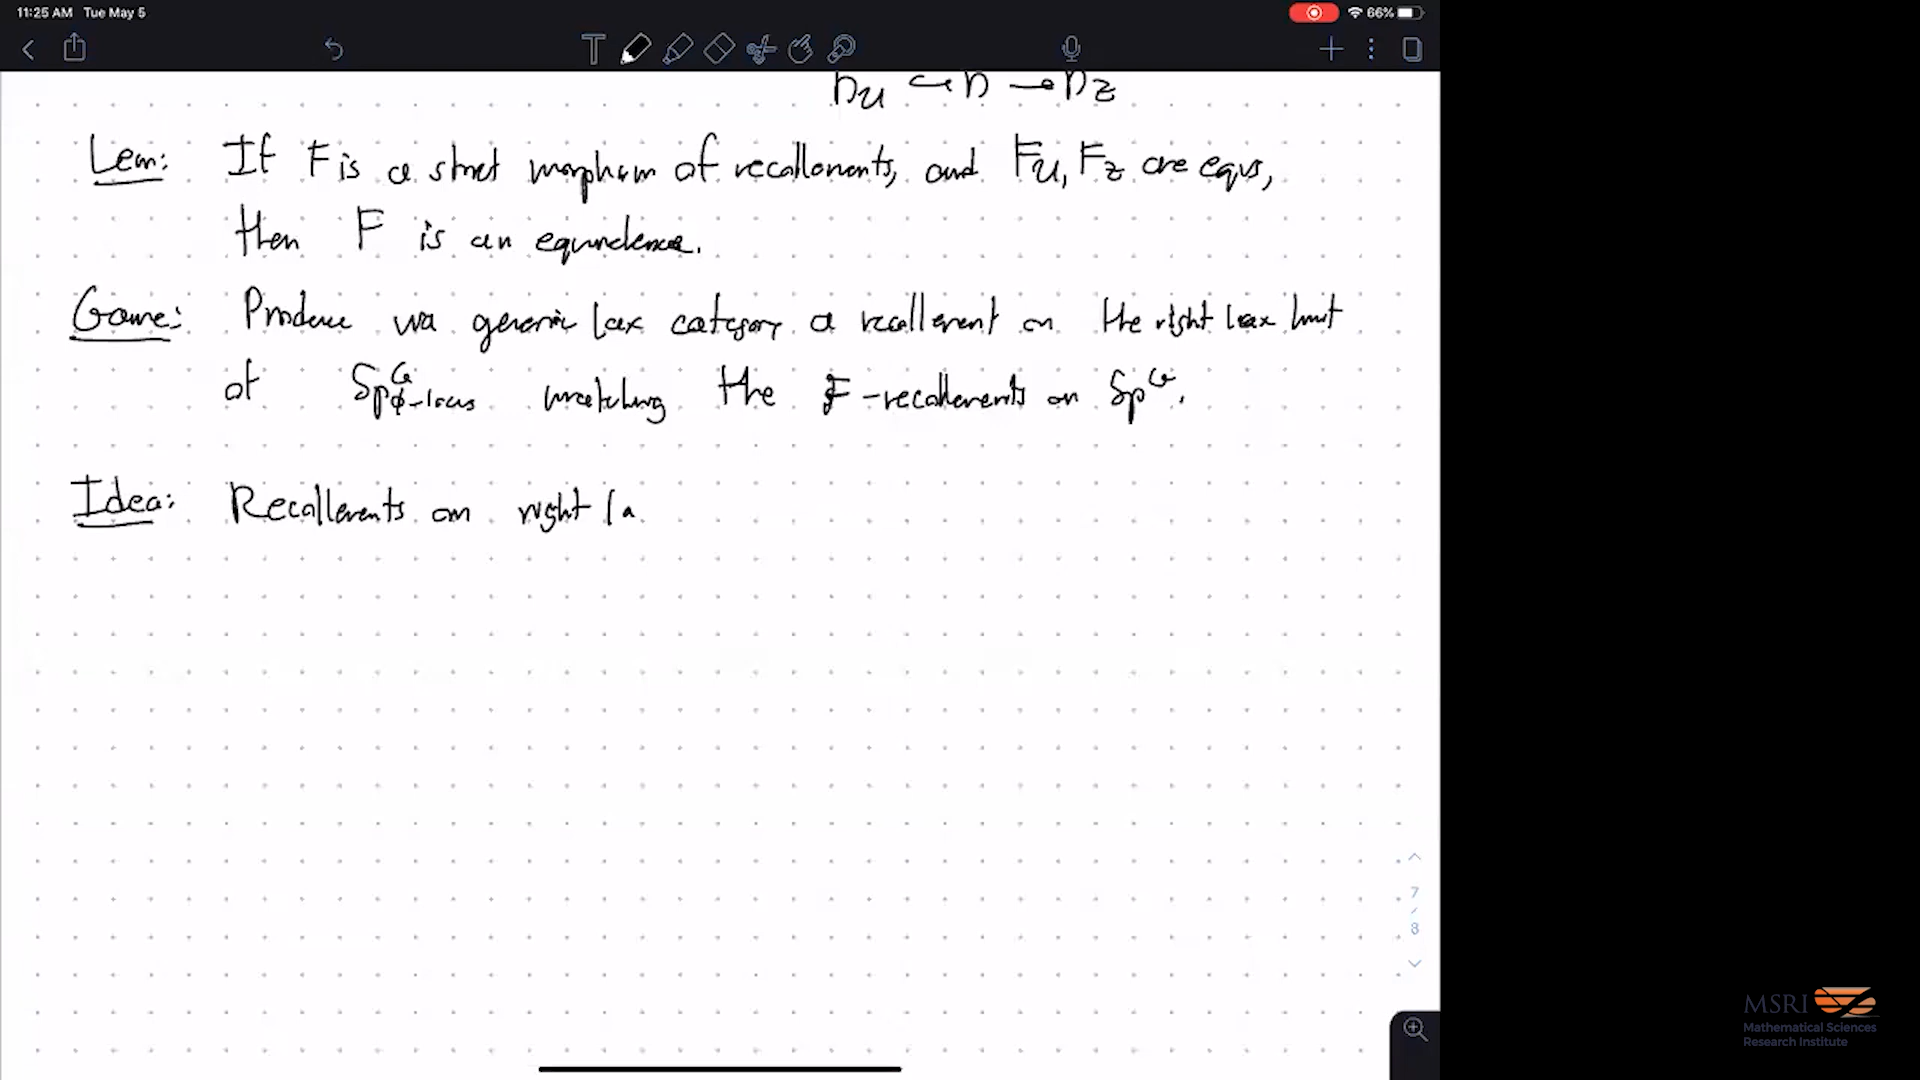 11:25 AM Tue May 5
66%
D_U ← D → D_Z
Lem: If F is a strict morphism of recollements, and F_U, F_Z are eqvs,
then F is an equivalence.
Game: Produce via generic lax category a recollement on the right lax limit
of Sp^G_{ϕ-locus} matching the ℱ-recollements on Sp^G.
Idea: Recollements on right la
7
/
8
MSRI
Mathematical Sciences
Research Institute